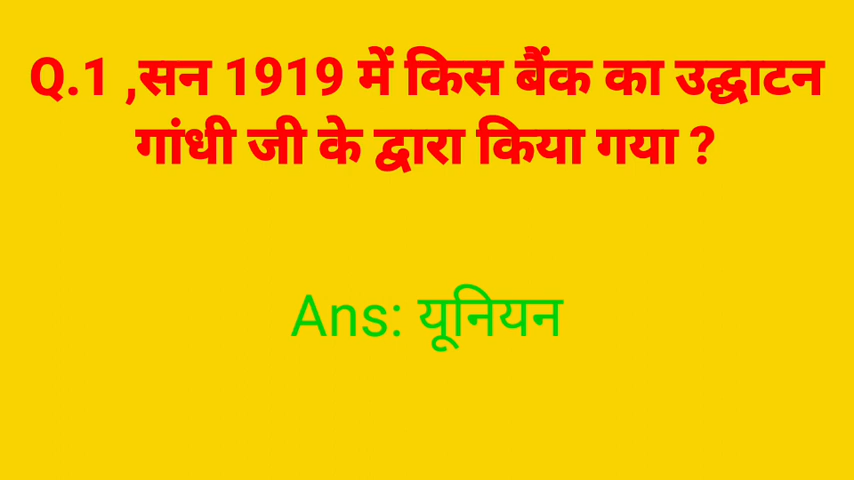 Q.1 ,सन 1919 में किस बैंक का उद्घाटन
गांधी जी के द्वारा किया गया ?
Ans: यूनियन